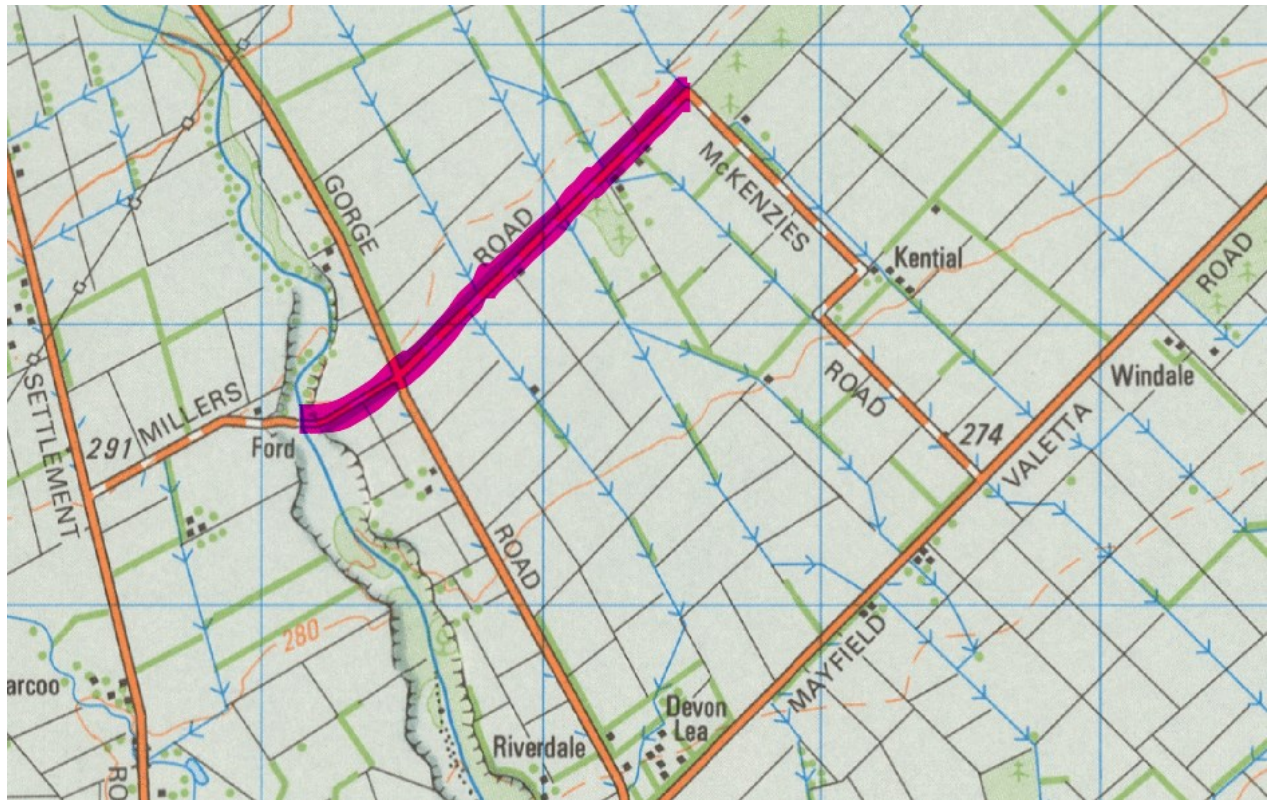 GORGE
ROAD
McKENZIES
Kential
ROAD
SETTLEMENT
291
MILLERS
Ford
ROAD
274
VALETTA
Windale
ROAD
280
arcoo
MAYFIELD
Devon
Lea
Riverdale
RO